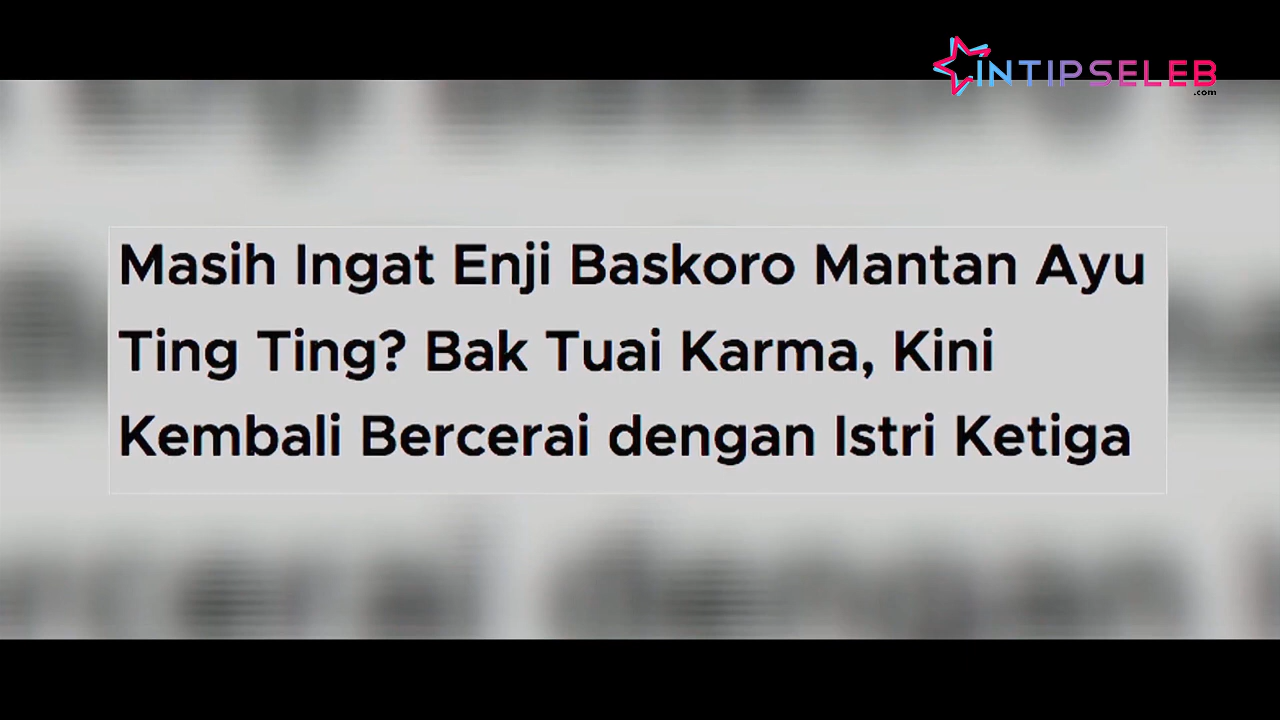 INTIPSELEB
.com
Masih Ingat Enji Baskoro Mantan Ayu
Ting Ting? Bak Tuai Karma, Kini
Kembali Bercerai dengan Istri Ketiga